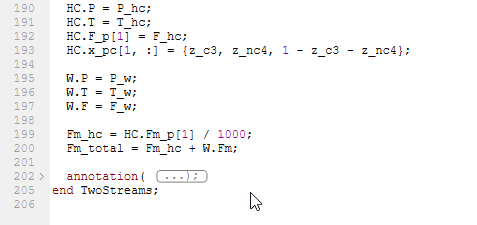 190 HC.P = P_hc;
191 HC.T = T_hc;
192 HC.F_p[1] = F_hc;
193 HC.x_pc[1, :] = {z_c3, z_nc4, 1 - z_c3 - z_nc4};
194
195 W.P = P_w;
196 W.T = T_w;
197 W.F = F_w;
198
199 Fm_hc = HC.Fm_p[1] / 1000;
200 Fm_total = Fm_hc + W.Fm;
201
202 > annotation( ...);
205 end TwoStreams;
206